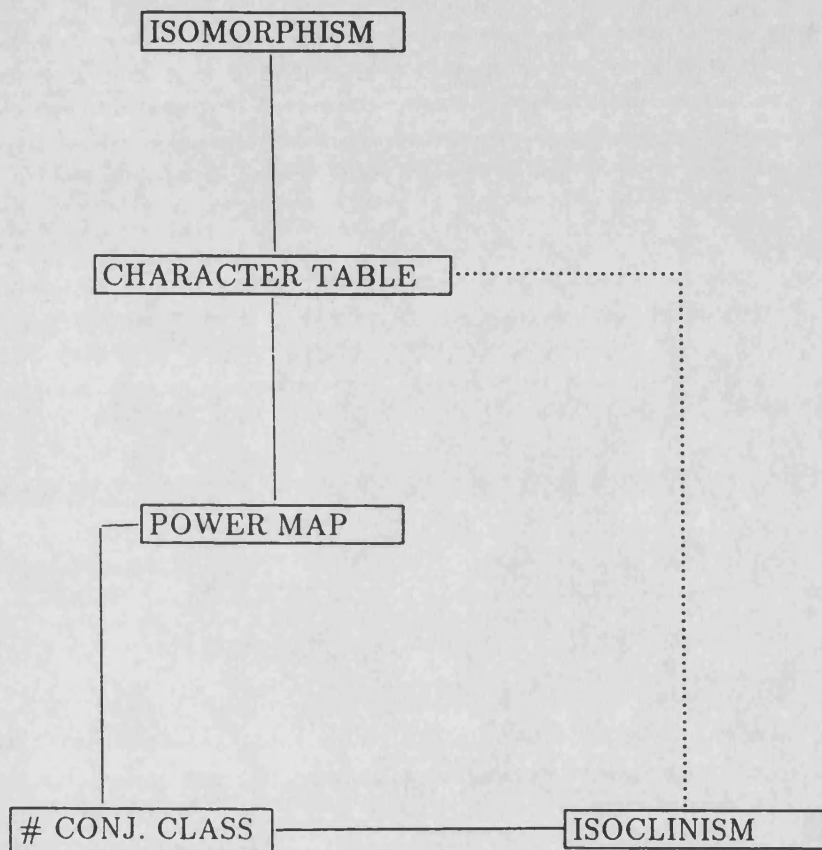 ISOMORPHISM
CHARACTER TABLE
POWER MAP
# CONJ. CLASS
ISOCLINISM